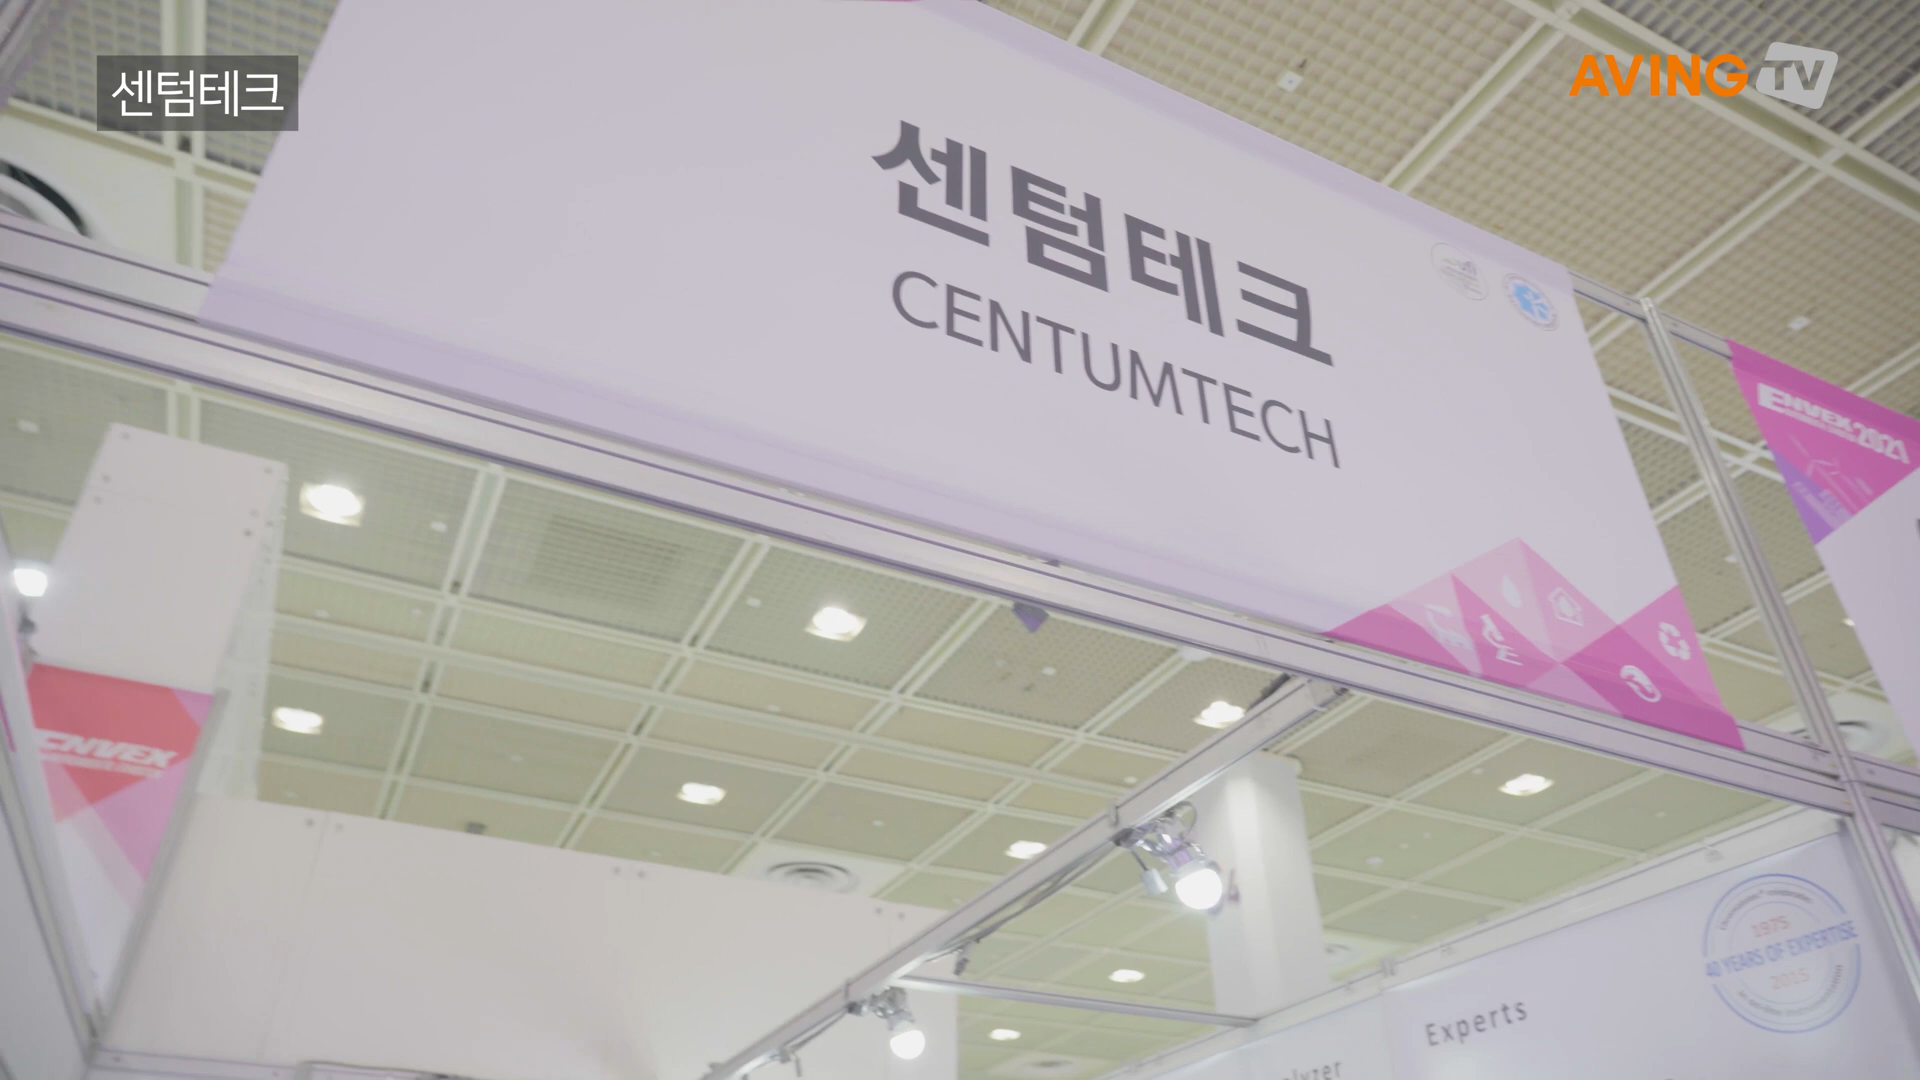 센텀테크
AVING TV
센텀테크
CENTUMTECH
ENVEX 2021
ENVEX
1975
40 YEARS OF EXPERTISE
2015
Experts